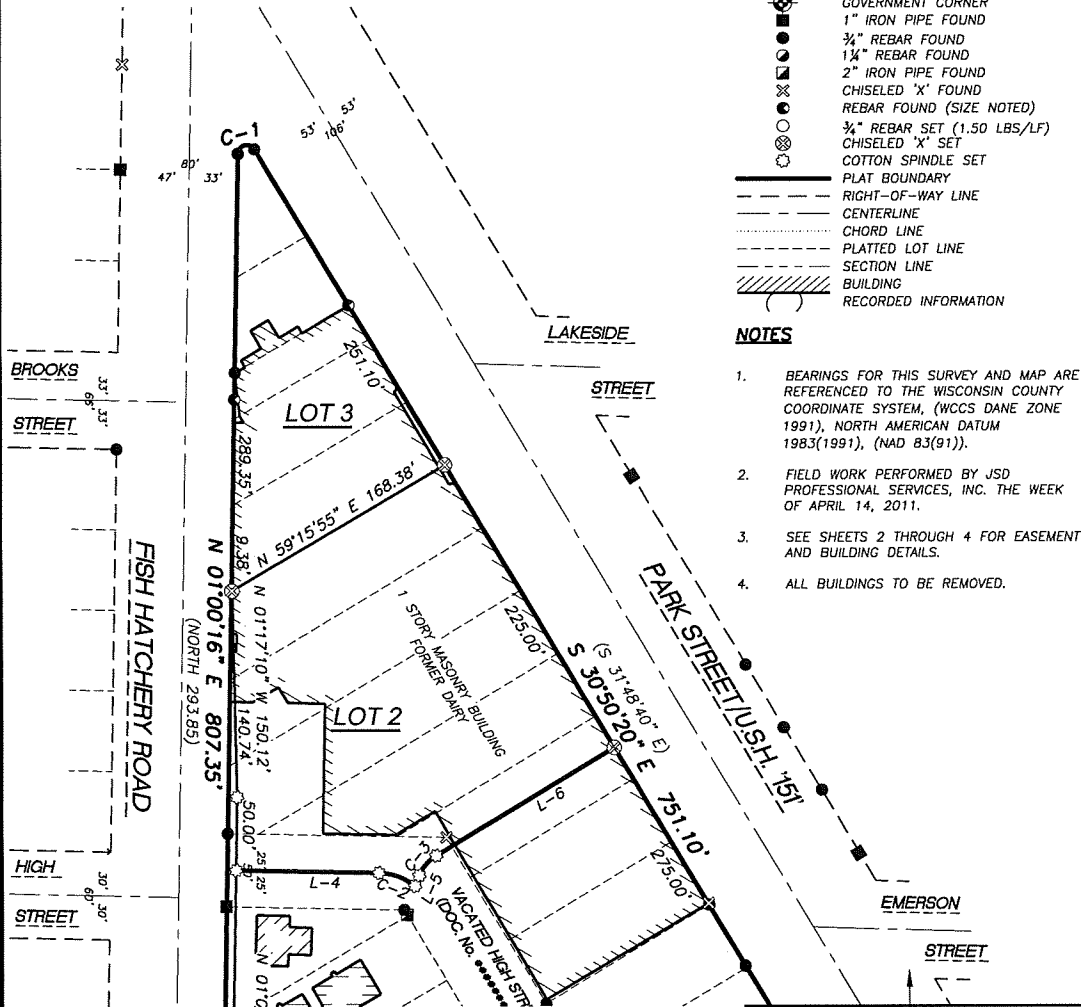 GOVERNMENT CORNER
1" IRON PIPE FOUND
¾" REBAR FOUND
1¼" REBAR FOUND
2" IRON PIPE FOUND
CHISELED 'X' FOUND
REBAR FOUND (SIZE NOTED)
¾" REBAR SET (1.50 LBS/LF)
CHISELED 'X' SET
COTTON SPINDLE SET
PLAT BOUNDARY
RIGHT-OF-WAY LINE
CENTERLINE
CHORD LINE
PLATTED LOT LINE
SECTION LINE
BUILDING
RECORDED INFORMATION
NOTES
1. BEARINGS FOR THIS SURVEY AND MAP ARE
REFERENCED TO THE WISCONSIN COUNTY
COORDINATE SYSTEM, (WCCS DANE ZONE
1991), NORTH AMERICAN DATUM
1983(1991), (NAD 83(91)).
2. FIELD WORK PERFORMED BY JSD
PROFESSIONAL SERVICES, INC. THE WEEK
OF APRIL 14, 2011.
3. SEE SHEETS 2 THROUGH 4 FOR EASEMENT
AND BUILDING DETAILS.
4. ALL BUILDINGS TO BE REMOVED.
C-1
53'
53'
106'
47'
80'
33'
LAKESIDE
STREET
BROOKS
STREET
33'
66'
33'
251.10'
LOT 3
289.35'
N 59°15'55" E 168.38'
9.38'
FISH HATCHERY ROAD
N 01°00'16" E 807.35'
(NORTH 293.85)
N 01°17'10" W 150.12'
140.74'
1 STORY MASONRY BUILDING
FORMER DAIRY
225.00'
(S 31°48'40" E)
S 30°50'20" E 751.10'
PARK STREET/U.S.H. '151'
LOT 2
L-6
50.00'
25'
25'
L-4
C-3
C-2
L-5
275.00'
HIGH
STREET
30'
60'
30'
VACATED HIGH STR
(DOC. No.
EMERSON
STREET
N 01°0